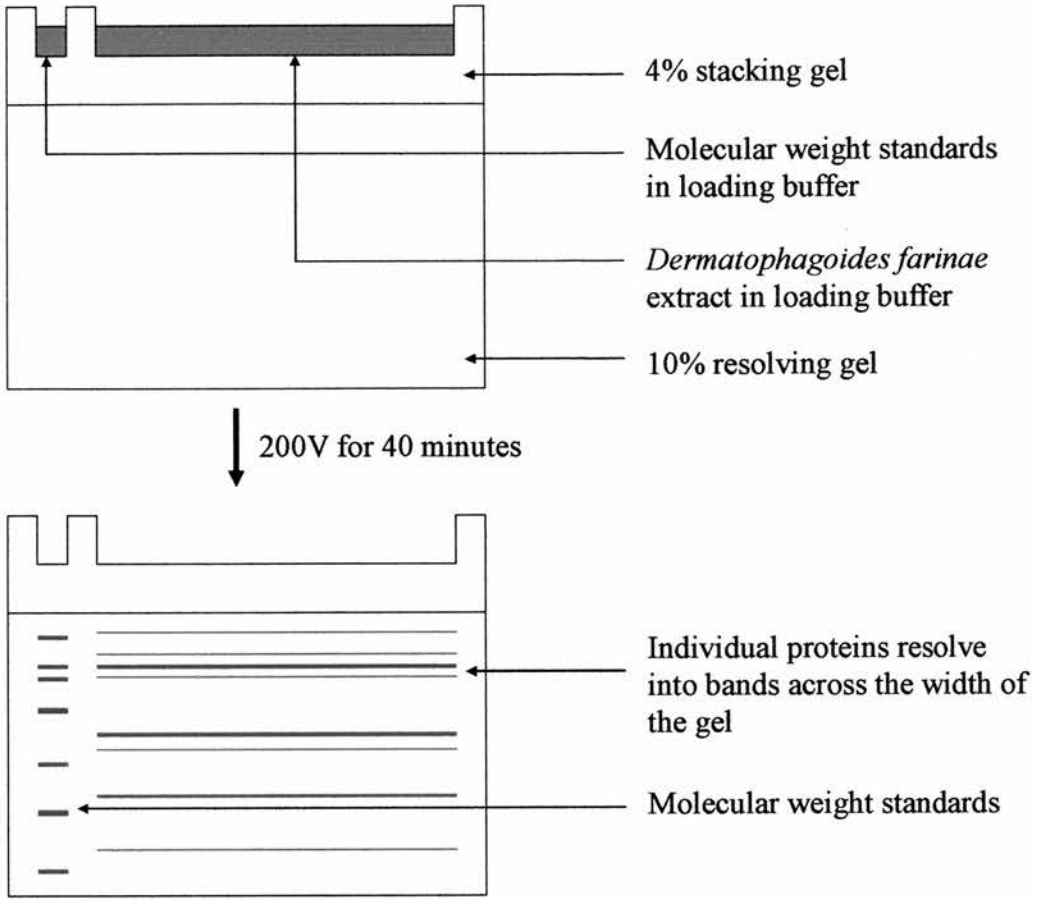 4% stacking gel
Molecular weight standards
in loading buffer
Dermatophagoides farinae
extract in loading buffer
10% resolving gel
200V for 40 minutes
Individual proteins resolve
into bands across the width of
the gel
Molecular weight standards